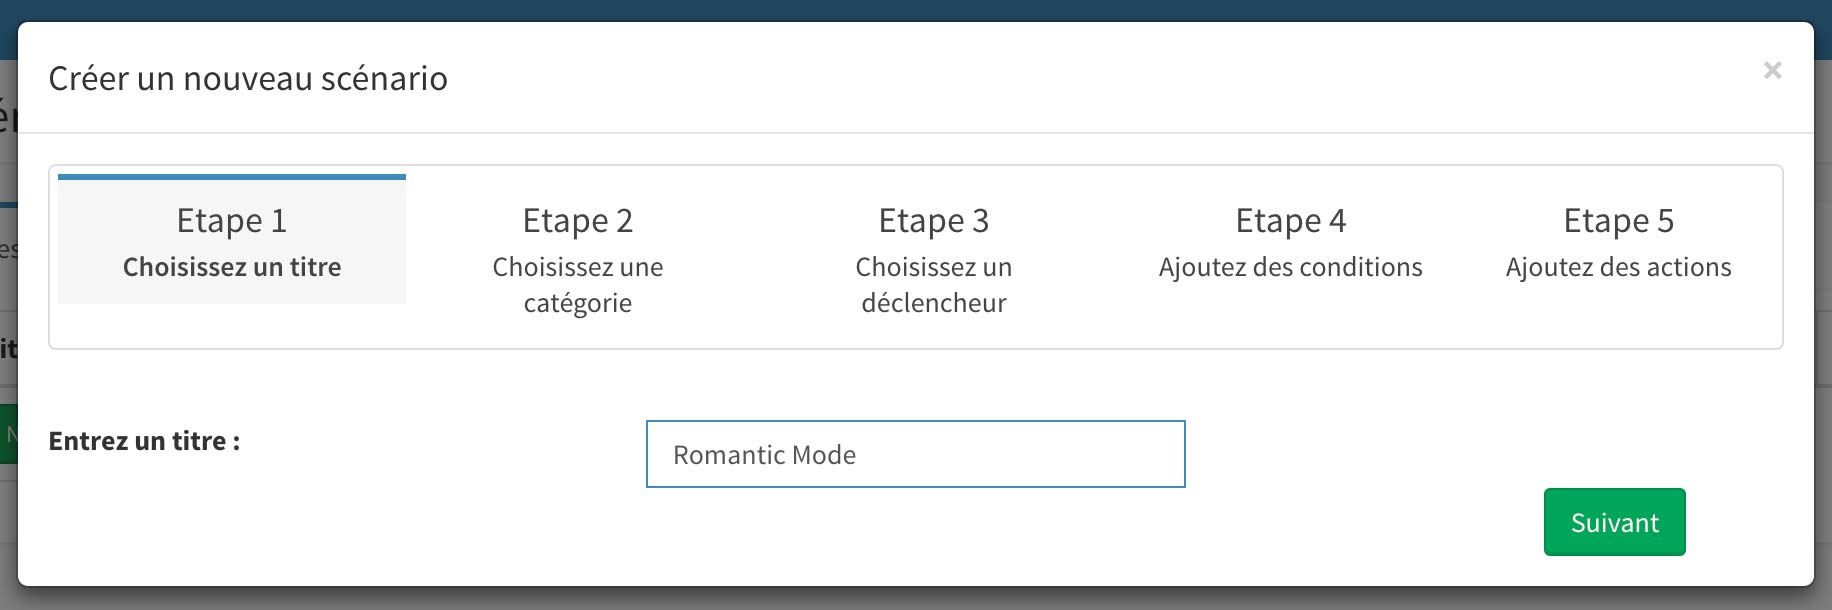 Créer un nouveau scénario
×
Etape 1
Choisissez un titre
Etape 2
Choisissez une
catégorie
Etape 3
Choisissez un
déclencheur
Etape 4
Ajoutez des conditions
Etape 5
Ajoutez des actions
Entrez un titre :
Romantic Mode
Suivant